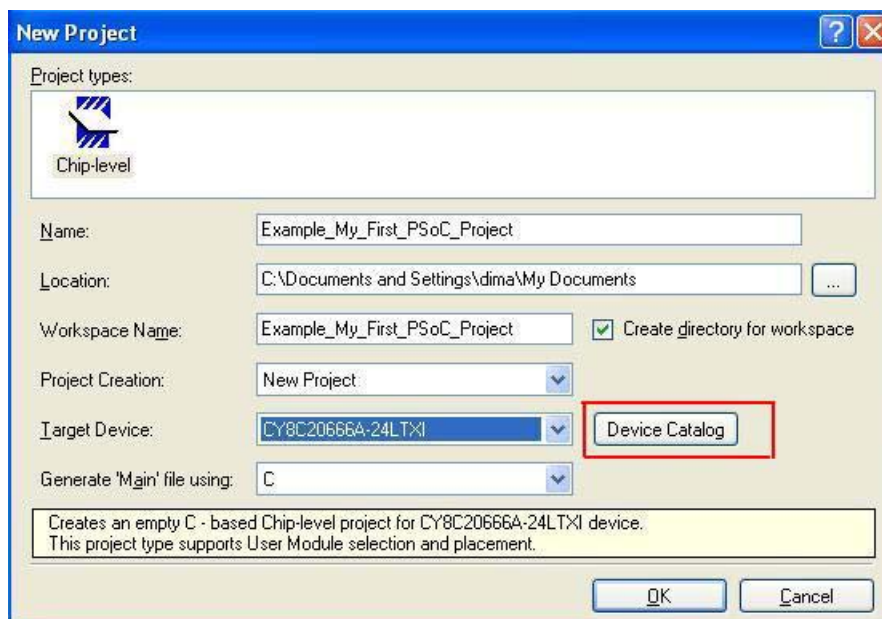 New Project
Project types:
Chip-level
Name: Example_My_First_PSoC_Project
Location: C:\Documents and Settings\dima\My Documents ...
Workspace Name: Example_My_First_PSoC_Project Create directory for workspace
Project Creation: New Project
Target Device: CY8C20666A-24LTXI Device Catalog
Generate 'Main' file using: C
Creates an empty C - based Chip-level project for CY8C20666A-24LTXI device.
This project type supports User Module selection and placement.
OK Cancel